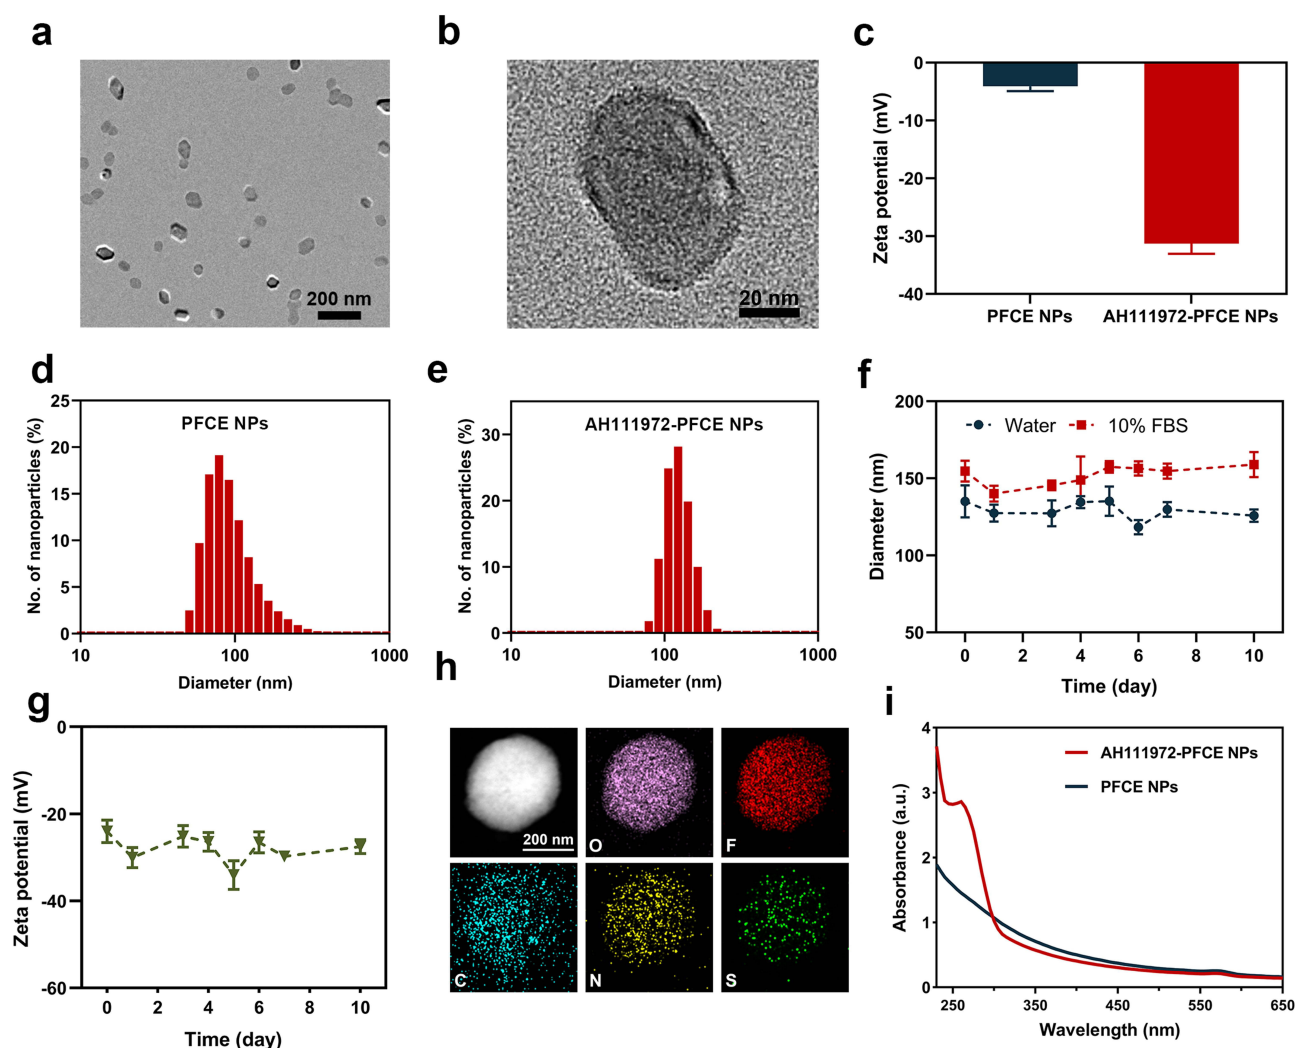 a
200 nm
b
20 nm
c
Zeta potential (mV)
0
-10
-20
-30
-40
PFCE NPs
AH111972-PFCE NPs
d
No. of nanoparticles (%)
25
20
15
10
5
0
PFCE NPs
10
100
1000
Diameter (nm)
e
No. of nanoparticles (%)
30
20
10
0
AH111972-PFCE NPs
10
100
1000
Diameter (nm)
f
Diameter (nm)
200
150
100
50
Water
10% FBS
0
2
4
6
8
10
Time (day)
g
Zeta potential (mV)
0
-20
-40
-60
0
2
4
6
8
10
Time (day)
h
200 nm
O
F
C
N
S
i
Absorbance (a.u.)
4
3
2
1
0
AH111972-PFCE NPs
PFCE NPs
250
350
450
550
650
Wavelength (nm)